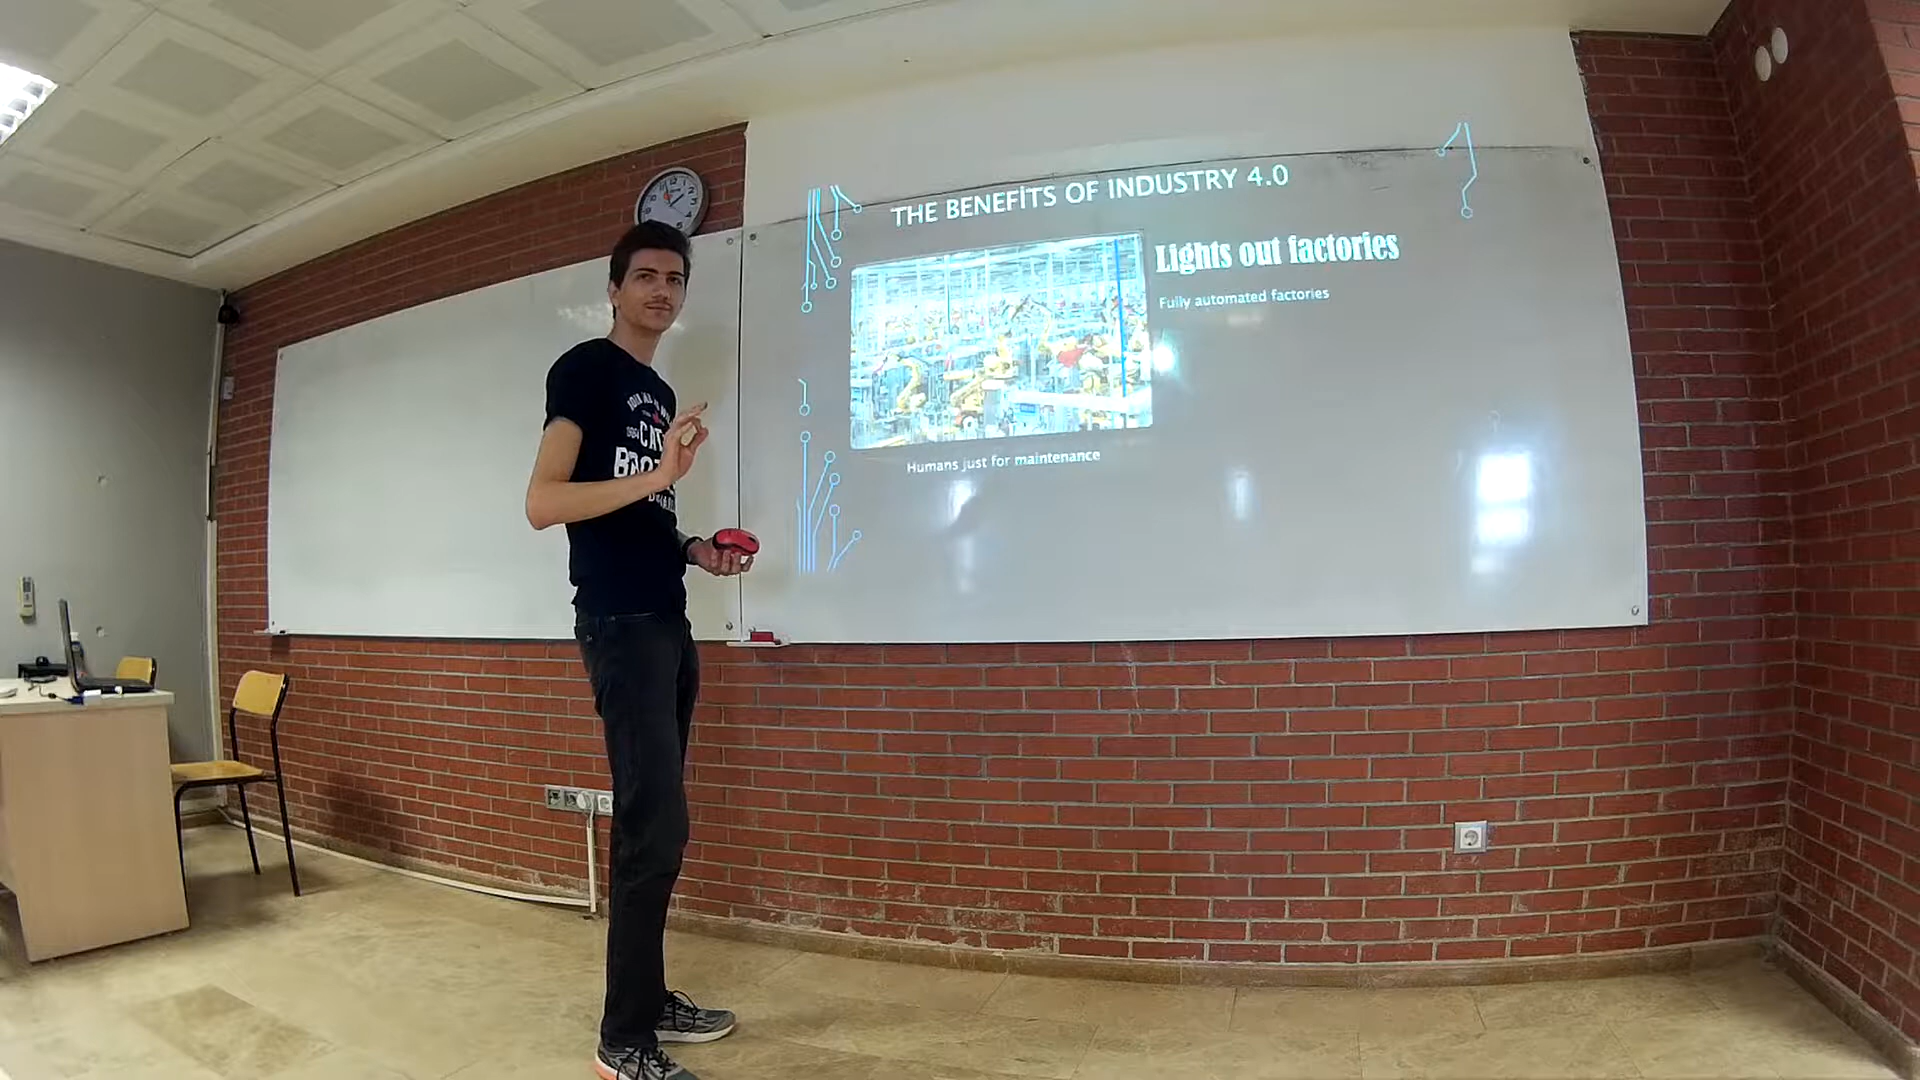 THE BENEFİTS OF INDUSTRY 4.0
Lights out factories
Fully automated factories
Humans just for maintenance